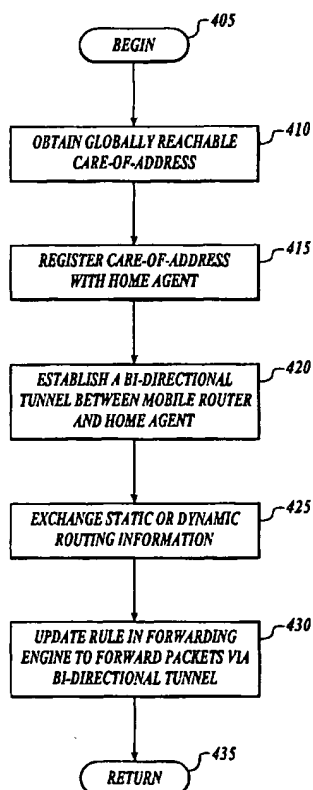 405
BEGIN
410
OBTAIN GLOBALLY REACHABLE
CARE-OF-ADDRESS
415
REGISTER CARE-OF-ADDRESS
WITH HOME AGENT
420
ESTABLISH A BI-DIRECTIONAL
TUNNEL BETWEEN MOBILE ROUTER
AND HOME AGENT
425
EXCHANGE STATIC OR DYNAMIC
ROUTING INFORMATION
430
UPDATE RULE IN FORWARDING
ENGINE TO FORWARD PACKETS VIA
BI-DIRECTIONAL TUNNEL
435
RETURN